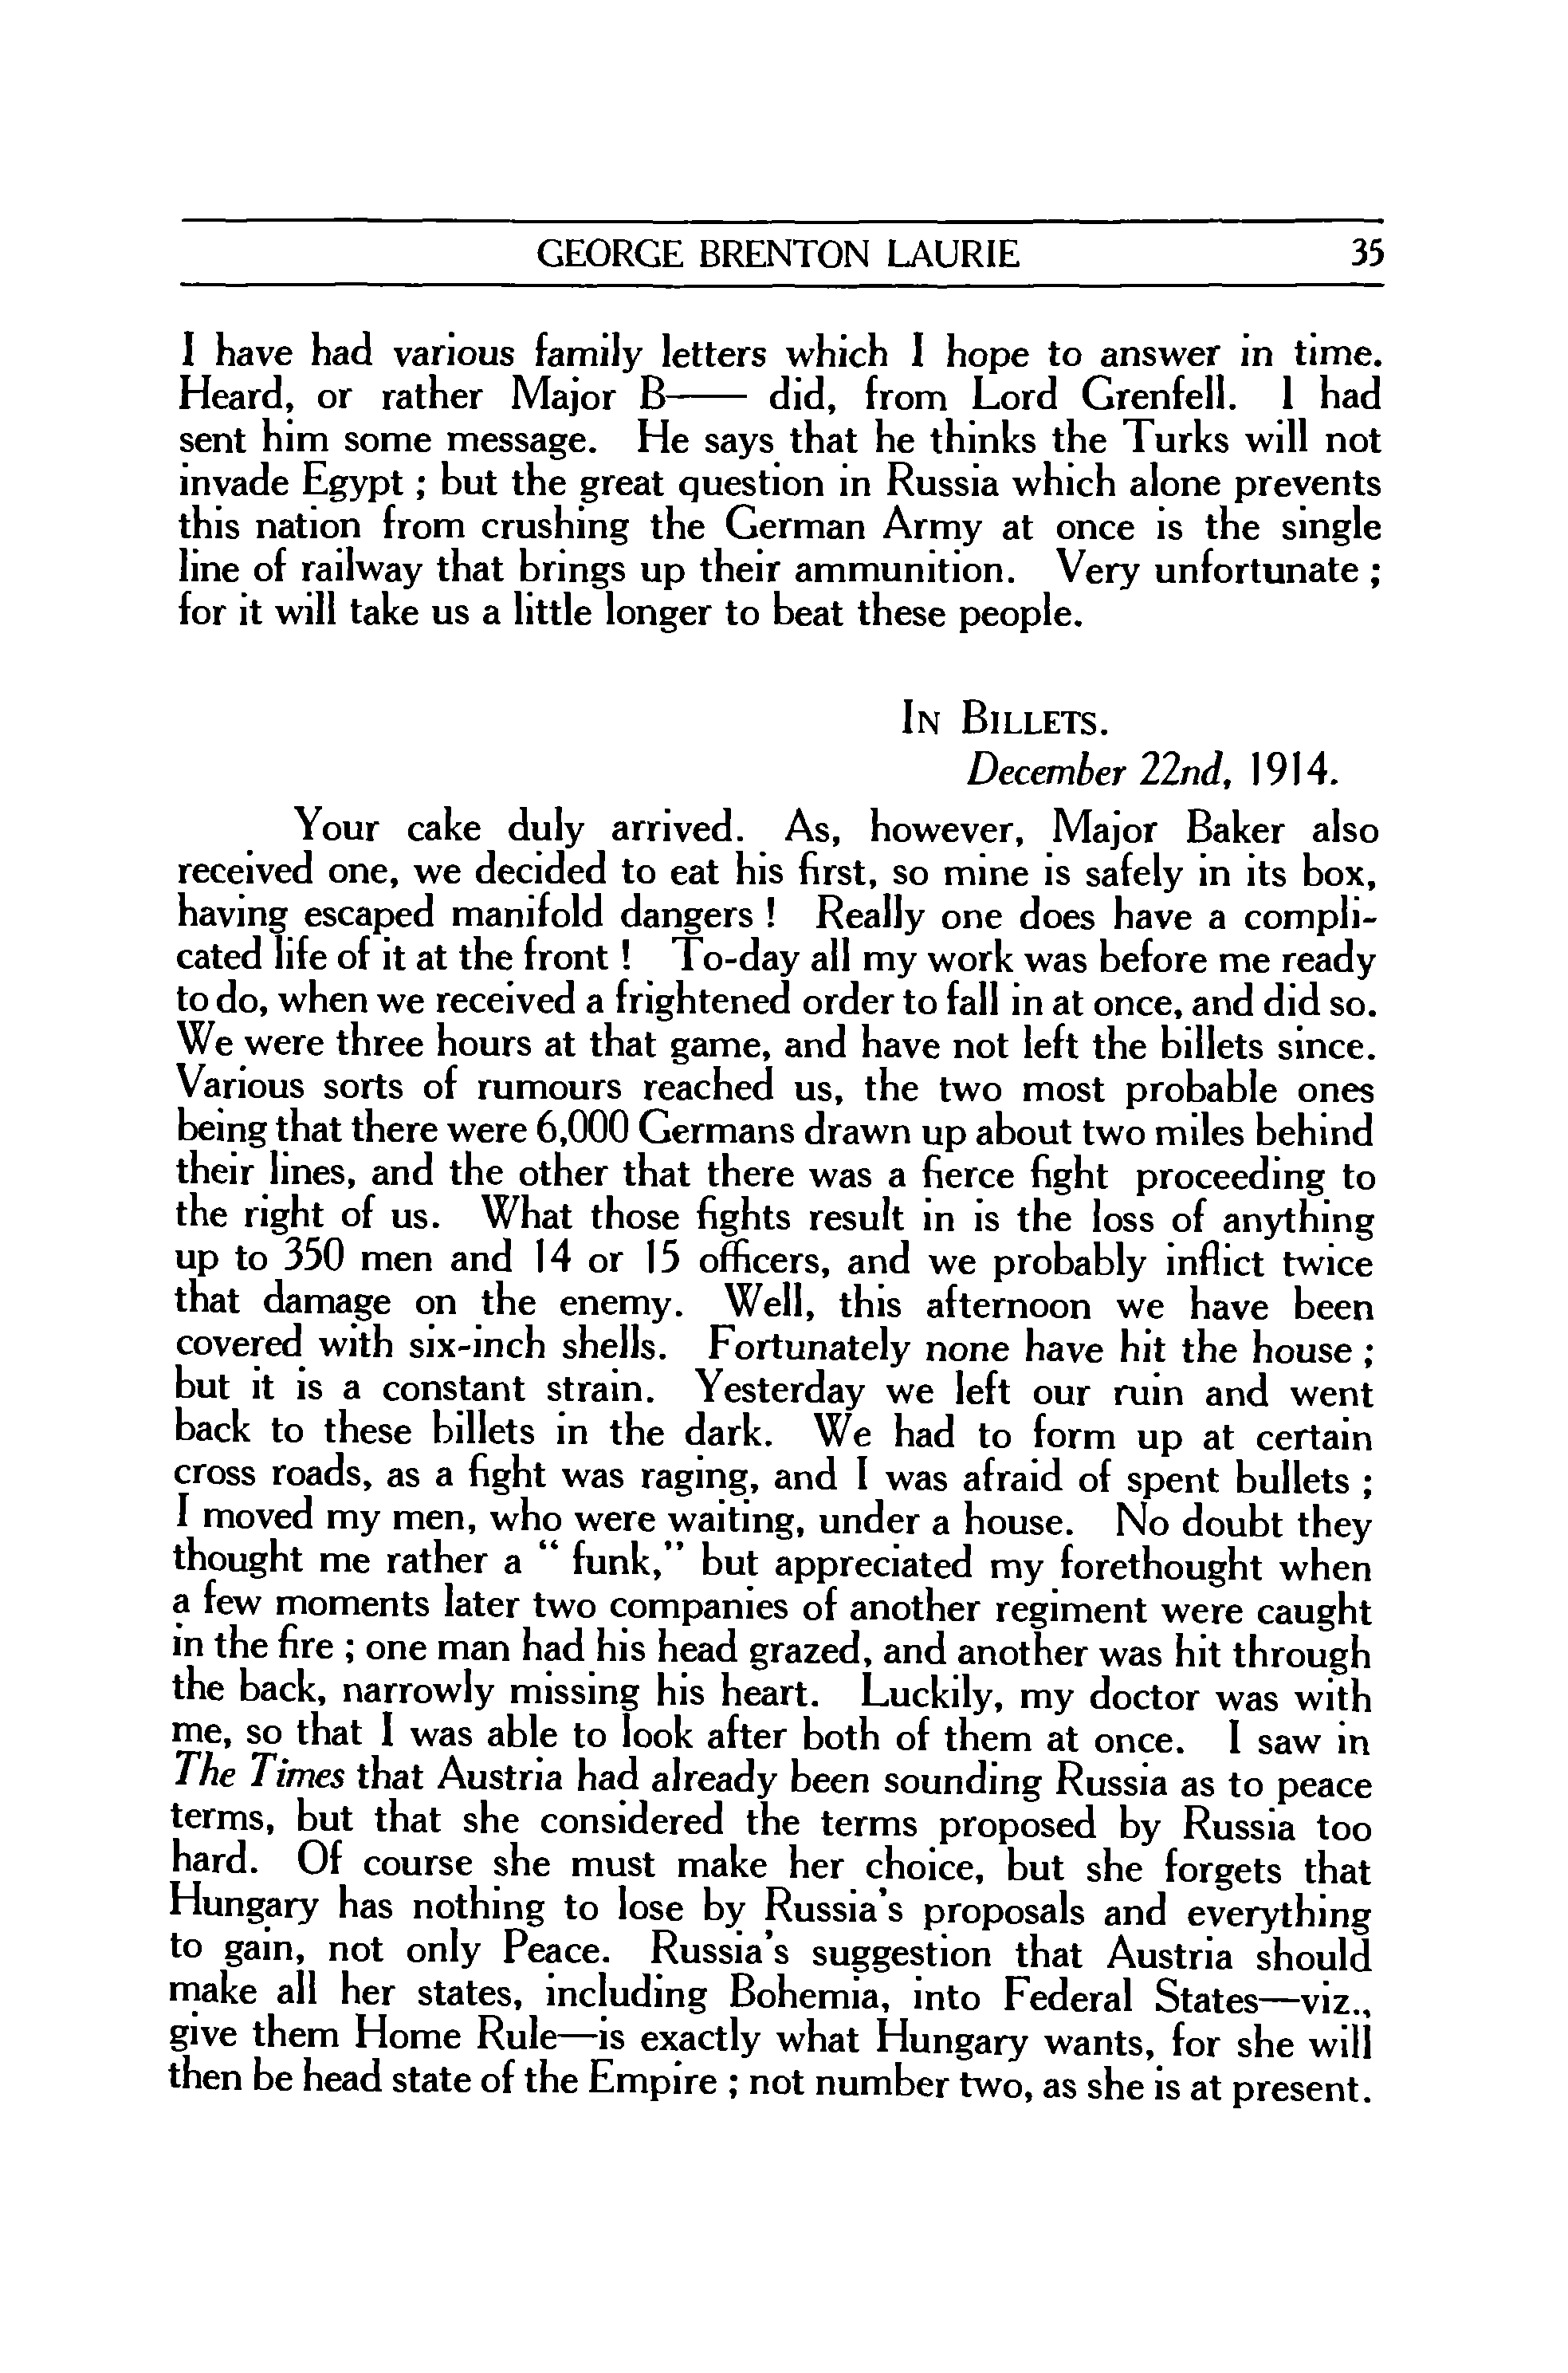 GEORGE BRENTON LAURIE 35
I have had various family letters which I hope to answer in time.
Heard, or rather Major B—— did, from Lord Grenfell. I had
sent him some message. He says that he thinks the Turks will not
invade Egypt ; but the great question in Russia which alone prevents
this nation from crushing the German Army at once is the single
line of railway that brings up their ammunition. Very unfortunate ;
for it will take us a little longer to beat these people.
In Billets.
December 22nd, 1914.
Your cake duly arrived. As, however, Major Baker also
received one, we decided to eat his first, so mine is safely in its box,
having escaped manifold dangers ! Really one does have a compli-
cated life of it at the front ! To-day all my work was before me ready
to do, when we received a frightened order to fall in at once, and did so.
We were three hours at that game, and have not left the billets since.
Various sorts of rumours reached us, the two most probable ones
being that there were 6,000 Germans drawn up about two miles behind
their lines, and the other that there was a fierce fight proceeding to
the right of us. What those fights result in is the loss of anything
up to 350 men and 14 or 15 officers, and we probably inflict twice
that damage on the enemy. Well, this afternoon we have been
covered with six-inch shells. Fortunately none have hit the house ;
but it is a constant strain. Yesterday we left our ruin and went
back to these billets in the dark. We had to form up at certain
cross roads, as a fight was raging, and I was afraid of spent bullets ;
I moved my men, who were waiting, under a house. No doubt they
thought me rather a “ funk,” but appreciated my forethought when
a few moments later two companies of another regiment were caught
in the fire ; one man had his head grazed, and another was hit through
the back, narrowly missing his heart. Luckily, my doctor was with
me, so that I was able to look after both of them at once. I saw in
The Times that Austria had already been sounding Russia as to peace
terms, but that she considered the terms proposed by Russia too
hard. Of course she must make her choice, but she forgets that
Hungary has nothing to lose by Russia's proposals and everything
to gain, not only Peace. Russia's suggestion that Austria should
make all her states, including Bohemia, into Federal States—viz.,
give them Home Rule—is exactly what Hungary wants, for she will
then be head state of the Empire ; not number two, as she is at present.